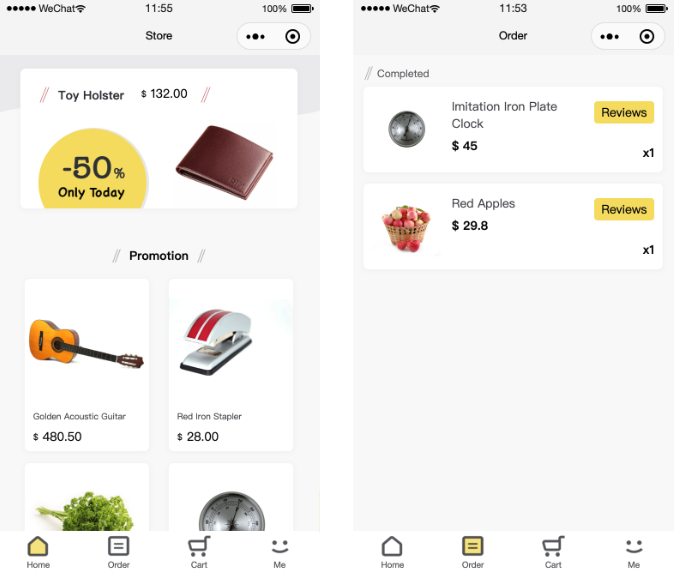 WeChat
11:55
100%
Store
Toy Holster
$ 132.00
-50%
Only Today
Promotion
Golden Acoustic Guitar
$ 480.50
Red Iron Stapler
$ 28.00
Home
Order
Cart
Me
WeChat
11:53
100%
Order
Completed
Imitation Iron Plate
Clock
$ 45
Reviews
x1
Red Apples
$ 29.8
Reviews
x1
Home
Order
Cart
Me